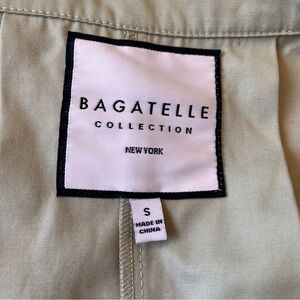 BAGATELLE
COLLECTION
NEW YORK
S
MADE IN
CHINA